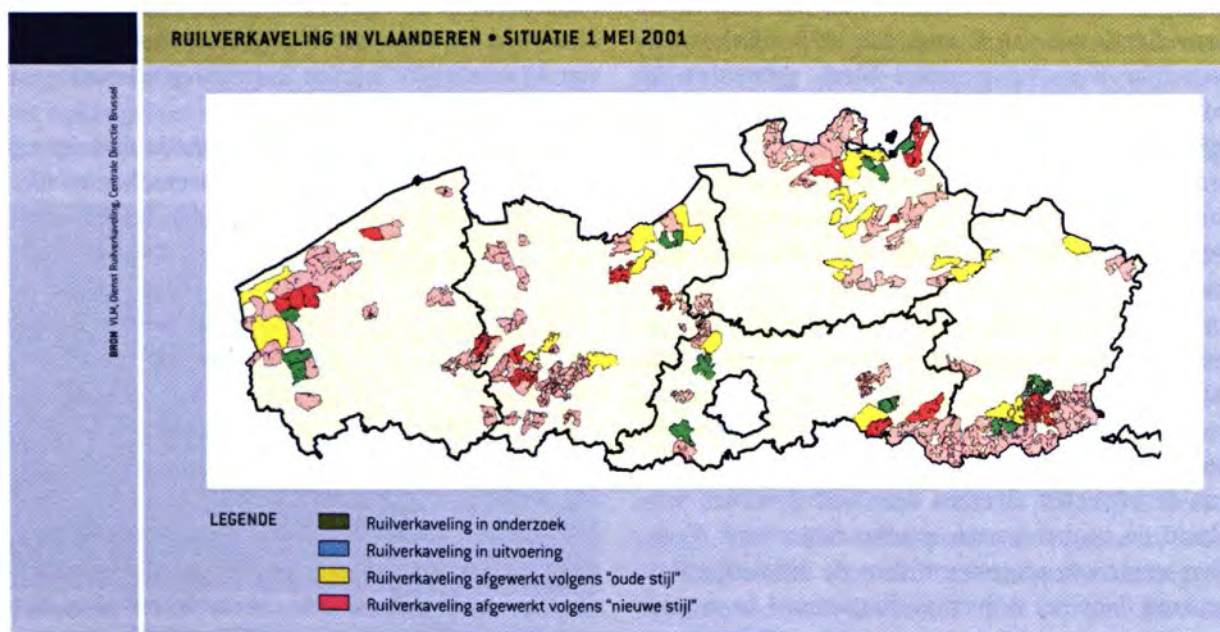 RUILVERKAVELING IN VLAANDEREN • SITUATIE 1 MEI 2001
BRON VLM, Dienst Ruilverkaveling, Centrale Directie Brussel
LEGENDE
Ruilverkaveling in onderzoek
Ruilverkaveling in uitvoering
Ruilverkaveling afgewerkt volgens "oude stijl"
Ruilverkaveling afgewerkt volgens "nieuwe stijl"